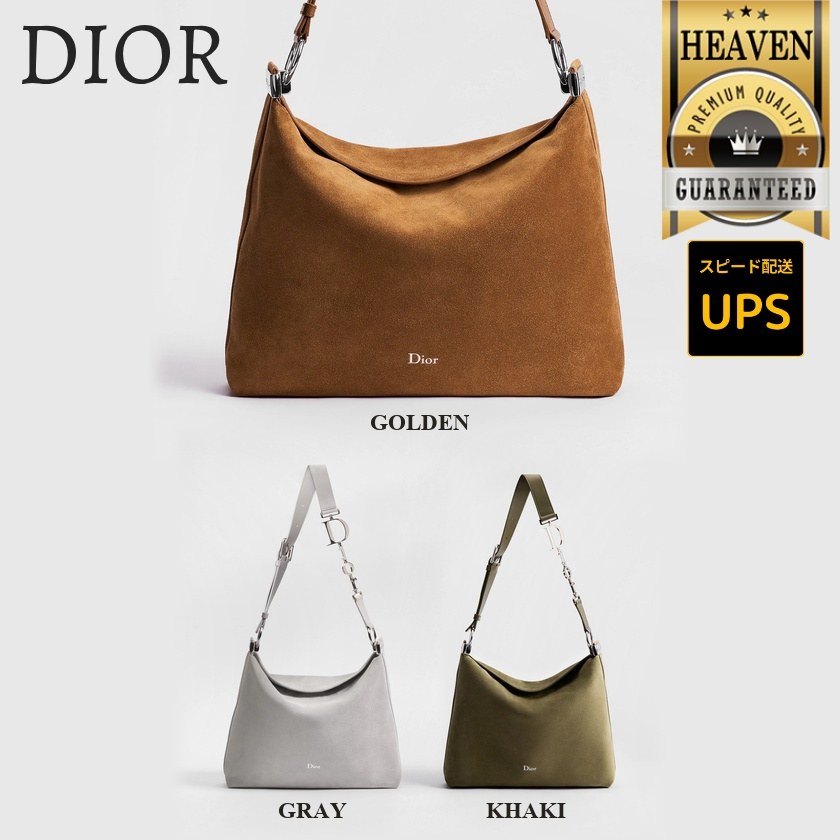 DIOR
HEAVEN
PREMIUM QUALITY
GUARANTEED
スピード配送
UPS
Dior
GOLDEN
Dior
Dior
GRAY
KHAKI